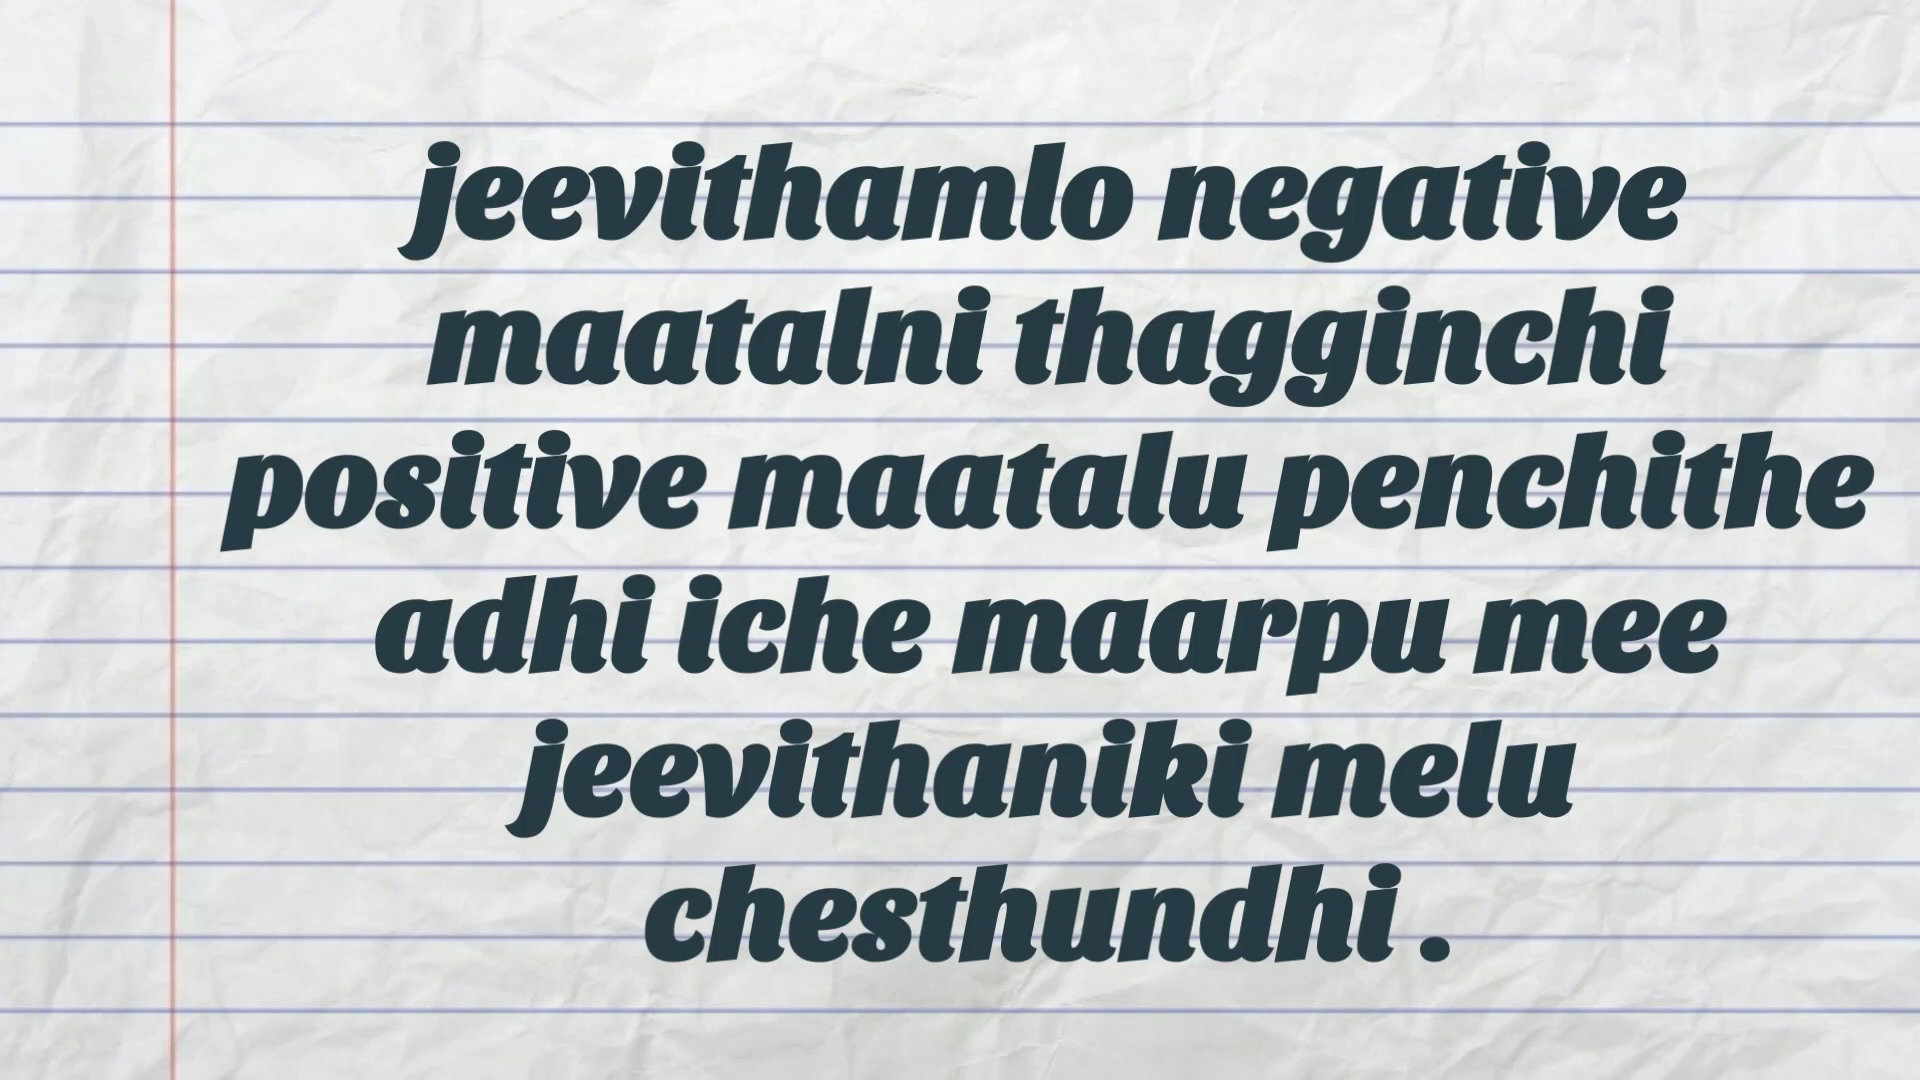 jeevithamlo negative
maatalni thagginchi
positive maatalu penchithe
adhi iche maarpu mee
jeevithaniki melu
chesthundhi .